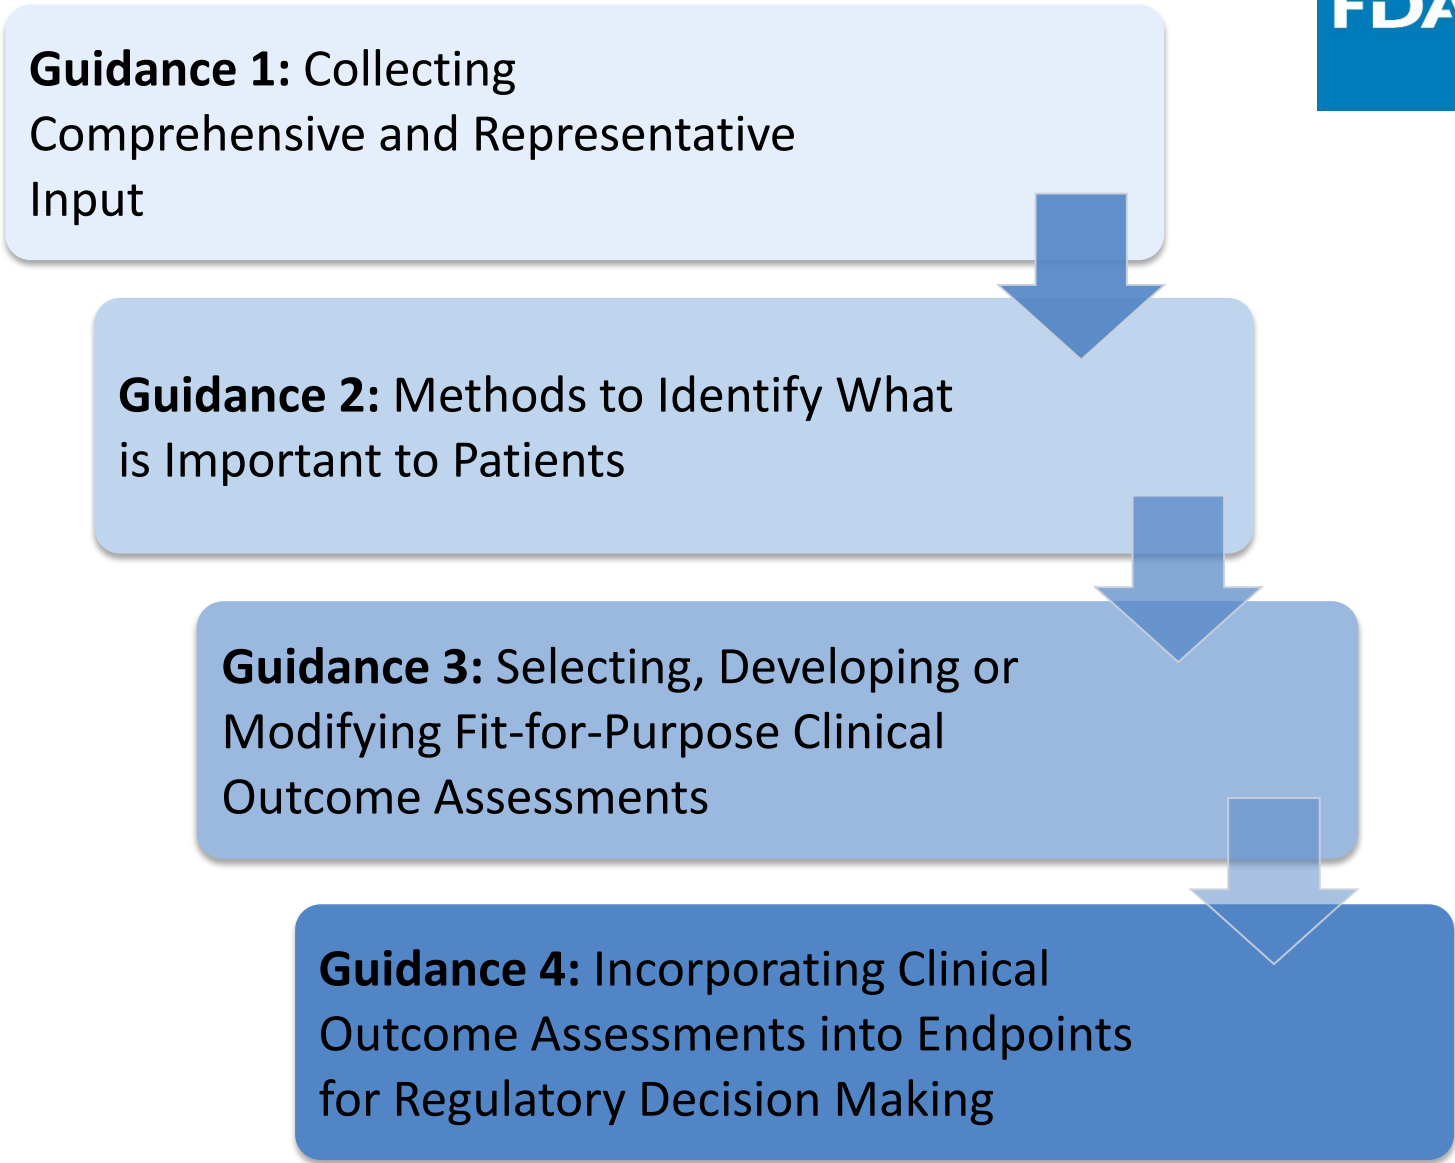 FDA
Guidance 1: Collecting
Comprehensive and Representative
Input
Guidance 2: Methods to Identify What
is Important to Patients
Guidance 3: Selecting, Developing or
Modifying Fit-for-Purpose Clinical
Outcome Assessments
Guidance 4: Incorporating Clinical
Outcome Assessments into Endpoints
for Regulatory Decision Making